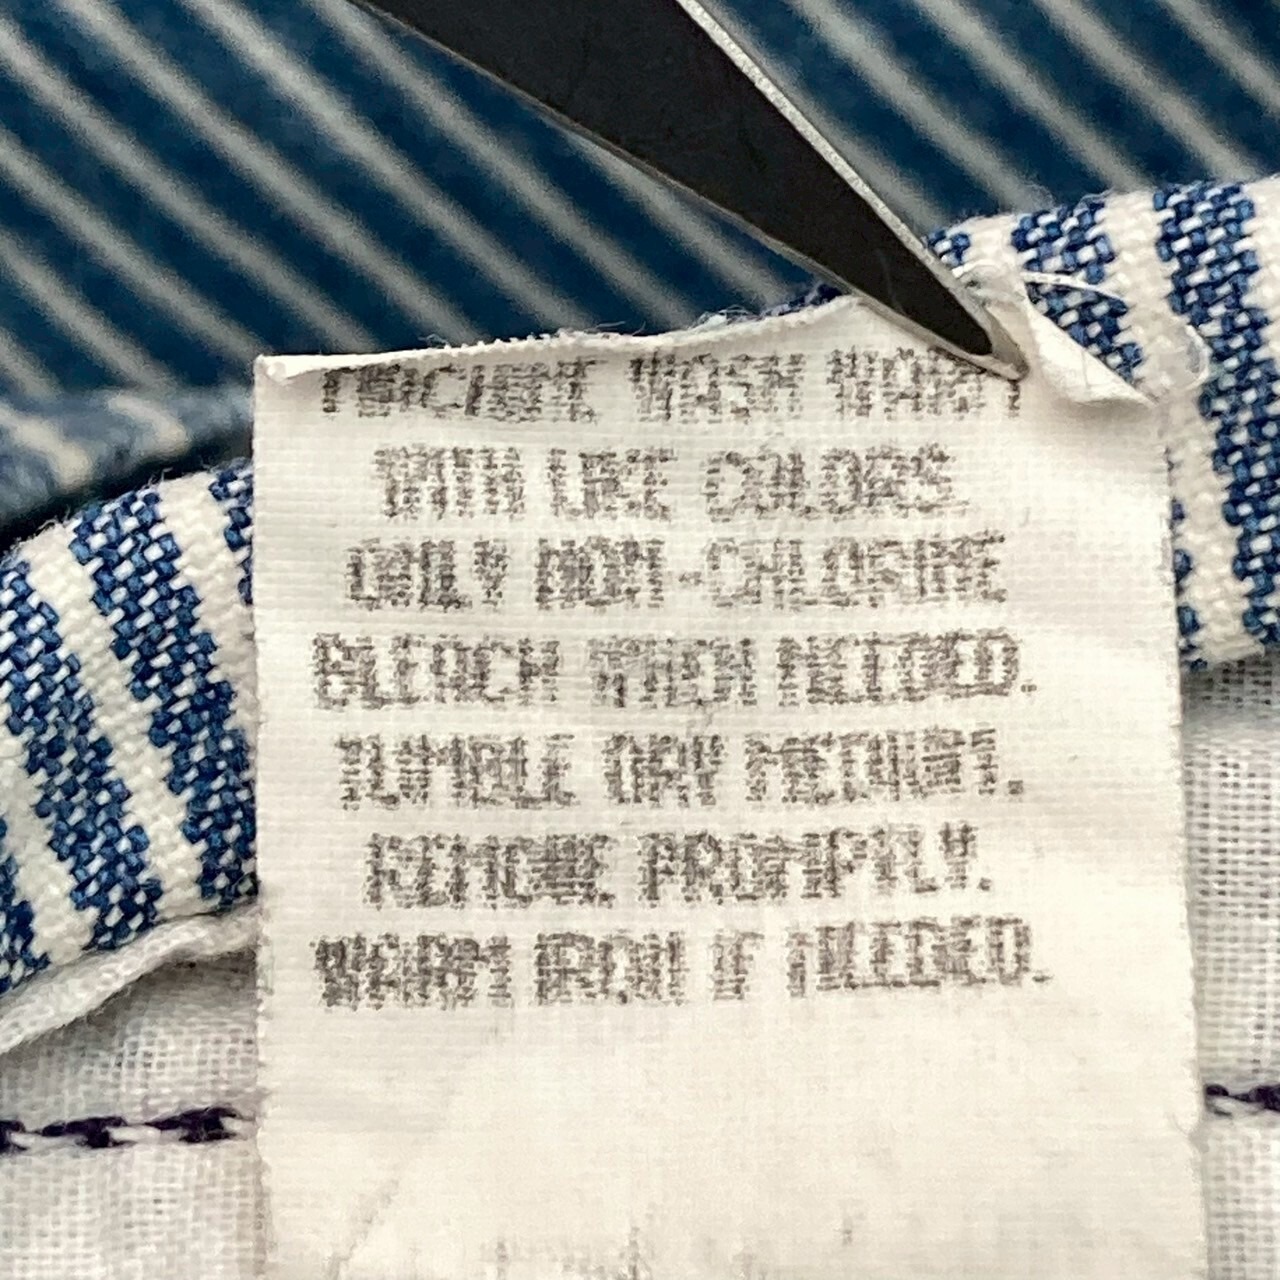 MACHINE WASH WARM
WITH LIKE COLORS.
ONLY NON-CHLORINE
BLEACH WHEN NEEDED.
TUMBLE DRY MEDIUM.
REMOVE PROMPTLY.
WARM IRON IF NEEDED.